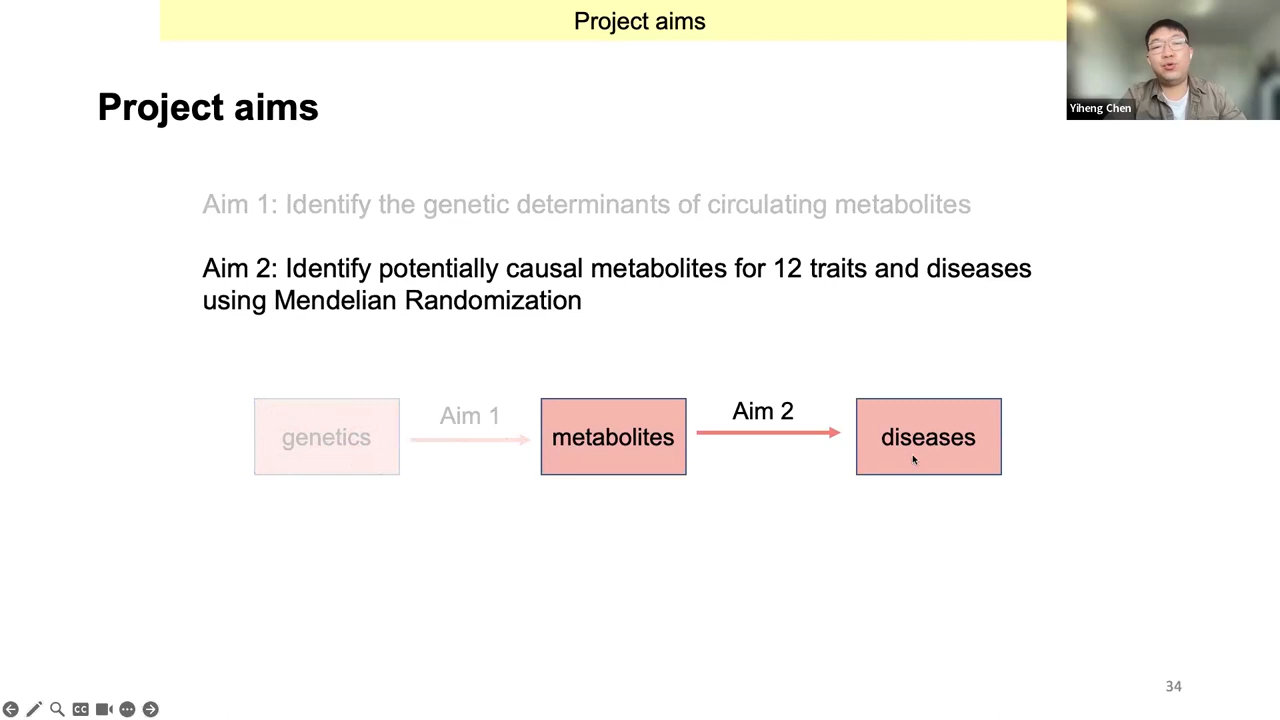 Project aims
Yiheng Chen
Project aims
Aim 1: Identify the genetic determinants of circulating metabolites
Aim 2: Identify potentially causal metabolites for 12 traits and diseases
using Mendelian Randomization
genetics
Aim 1
metabolites
Aim 2
diseases
34
CC